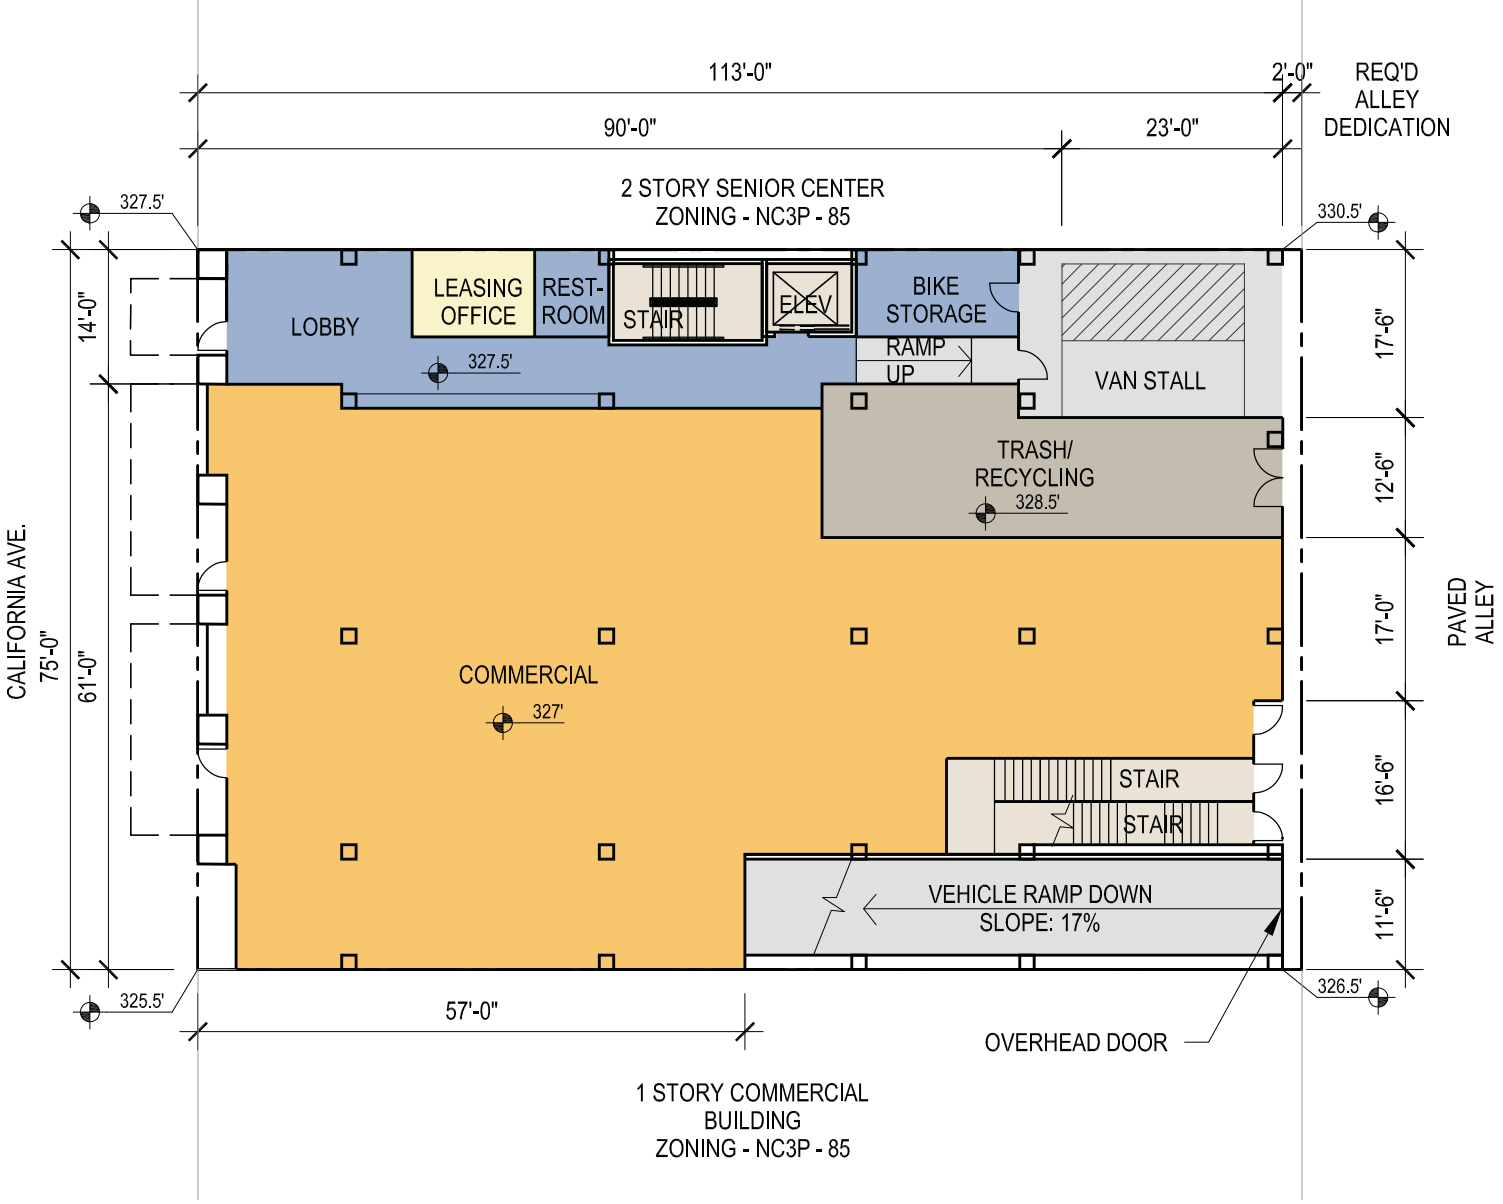 113'-0"
2'-0"
REQ'D
ALLEY
DEDICATION
90'-0"
23'-0"
2 STORY SENIOR CENTER
ZONING - NC3P - 85
327.5'
330.5'
14'-0"
LOBBY
LEASING
OFFICE
REST-
ROOM
STAIR
ELEV
BIKE
STORAGE
RAMP
UP
VAN STALL
17'-6"
327.5'
TRASH/
RECYCLING
328.5'
12'-6"
CALIFORNIA AVE.
75'-0"
61'-0"
COMMERCIAL
327'
17'-0"
PAVED
ALLEY
STAIR
STAIR
16'-6"
VEHICLE RAMP DOWN
SLOPE: 17%
11'-6"
325.5'
326.5'
57'-0"
OVERHEAD DOOR
1 STORY COMMERCIAL
BUILDING
ZONING - NC3P - 85